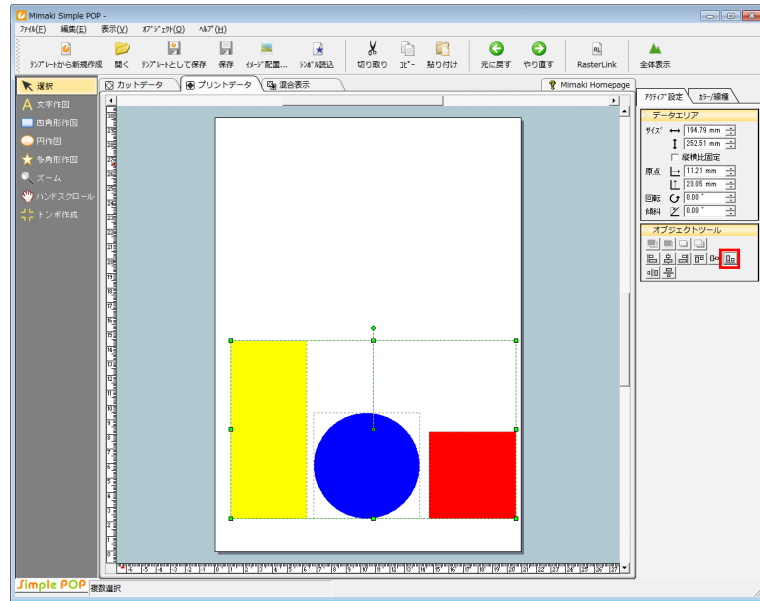 Mimaki Simple POP -
ファイル(F) 編集(E) 表示(V) オブジェクト(O) ヘルプ(H)
テンプレートから新規作成 開く テンプレートとして保存 保存 イメージ配置... シンボル読込 切り取り コピー 貼り付け 元に戻す やり直す RasterLink 全体表示
選択
文字作図
四角形作図
円作図
多角形作図
ズーム
ハンドスクロール
トンボ作成
カットデータ プリントデータ 混合表示 Mimaki Homepage
アクティブ設定 カラー/線種
データエリア
サイズ 194.79 mm
252.51 mm
縦横比固定
原点 11.21 mm
23.05 mm
回転 0.00 °
傾斜 0.00 °
オブジェクトツール
Simple POP 複数選択